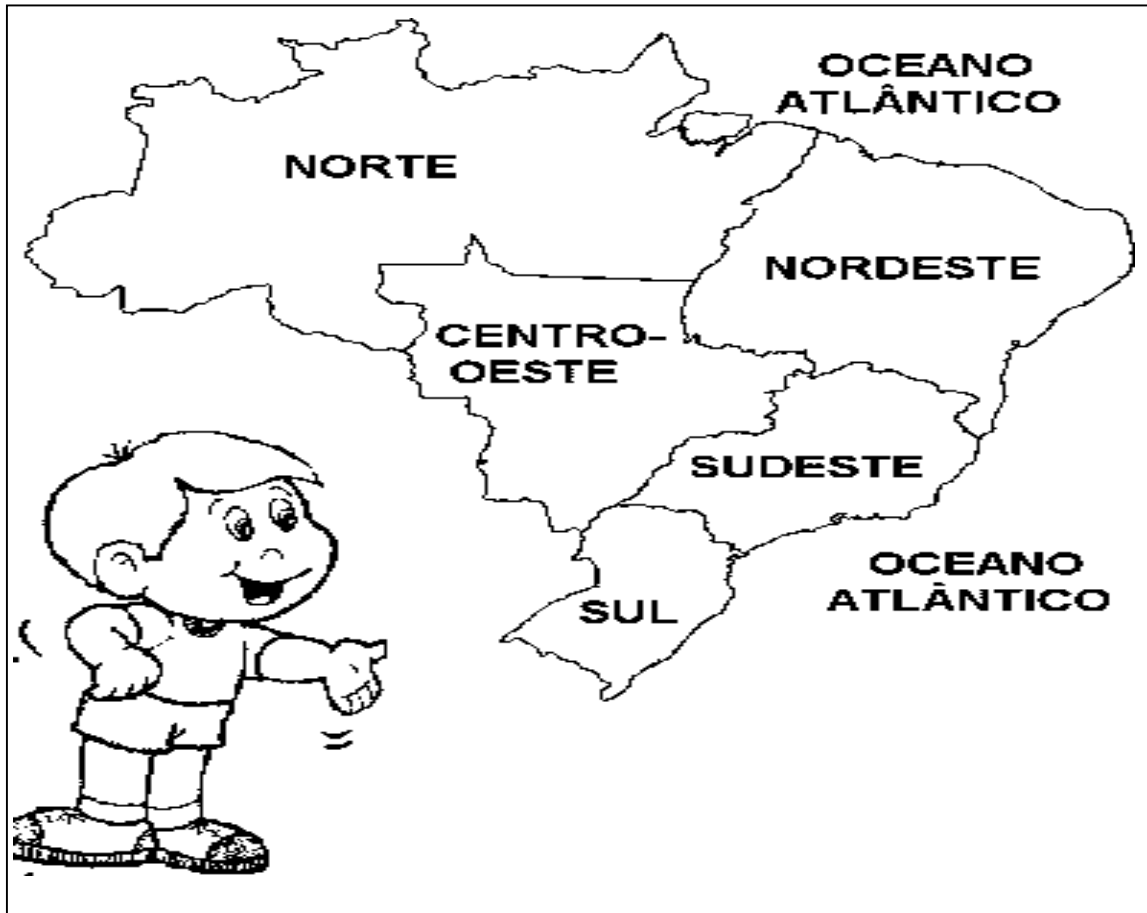 OCEANO
ATLÂNTICO
NORTE
NORDESTE
CENTRO-
OESTE
SUDESTE
OCEANO
ATLÂNTICO
SUL